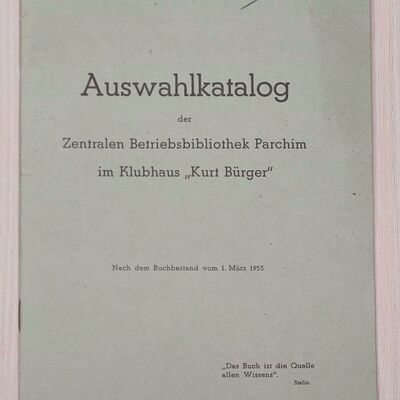 Auswahlkatalog
der
Zentralen Betriebsbibliothek Parchim
im Klubhaus „Kurt Bürger"
Nach dem Buchbestand vom 1. März 1953
„Das Buch ist die Quelle
allen Wissens".
Stalin.